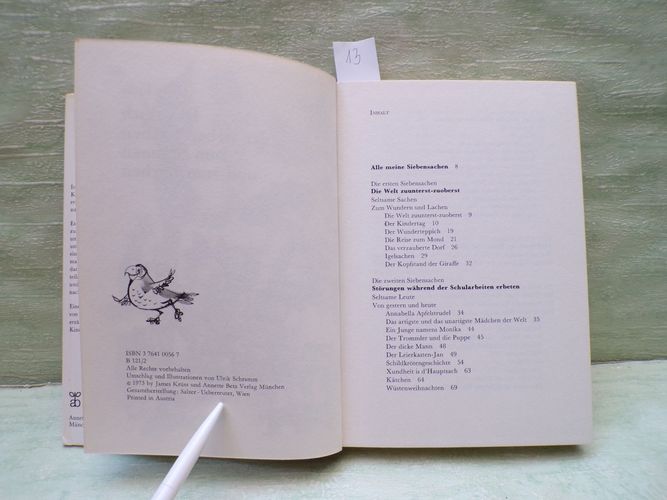 13
ISBN 3 7641 0056 7
B 121/2
Alle Rechte vorbehalten
Umschlag und Illustrationen von Ulrik Schramm
© 1973 by James Krüss und Annette Betz Verlag München
Gesamtherstellung: Salzer - Ueberreuter, Wien
Printed in Austria
INHALT
Alle meine Siebensachen 8
Die ersten Siebensachen
Die Welt zuunterst-zuoberst
Seltsame Sachen
Zum Wundern und Lachen
Die Welt zuunterst-zuoberst 9
Der Kindertag 10
Der Wunderteppich 19
Die Reise zum Mond 21
Das verzauberte Dorf 26
Igelsachen 29
Der Kopfstand der Giraffe 32
Die zweiten Siebensachen
Störungen während der Schularbeiten erbeten
Seltsame Leute
Von gestern und heute
Annabella Apfelstrudel 34
Das artigste und das unartigste Mädchen der Welt 35
Ein Junge namens Monika 44
Der Trommler und die Puppe 45
Der dicke Mann 48
Der Leierkasten-Jan 49
Schildkrötengeschichte 54
Xundheit is d'Hauptsach 63
Kätchen 64
Wüstenweihnachten 69